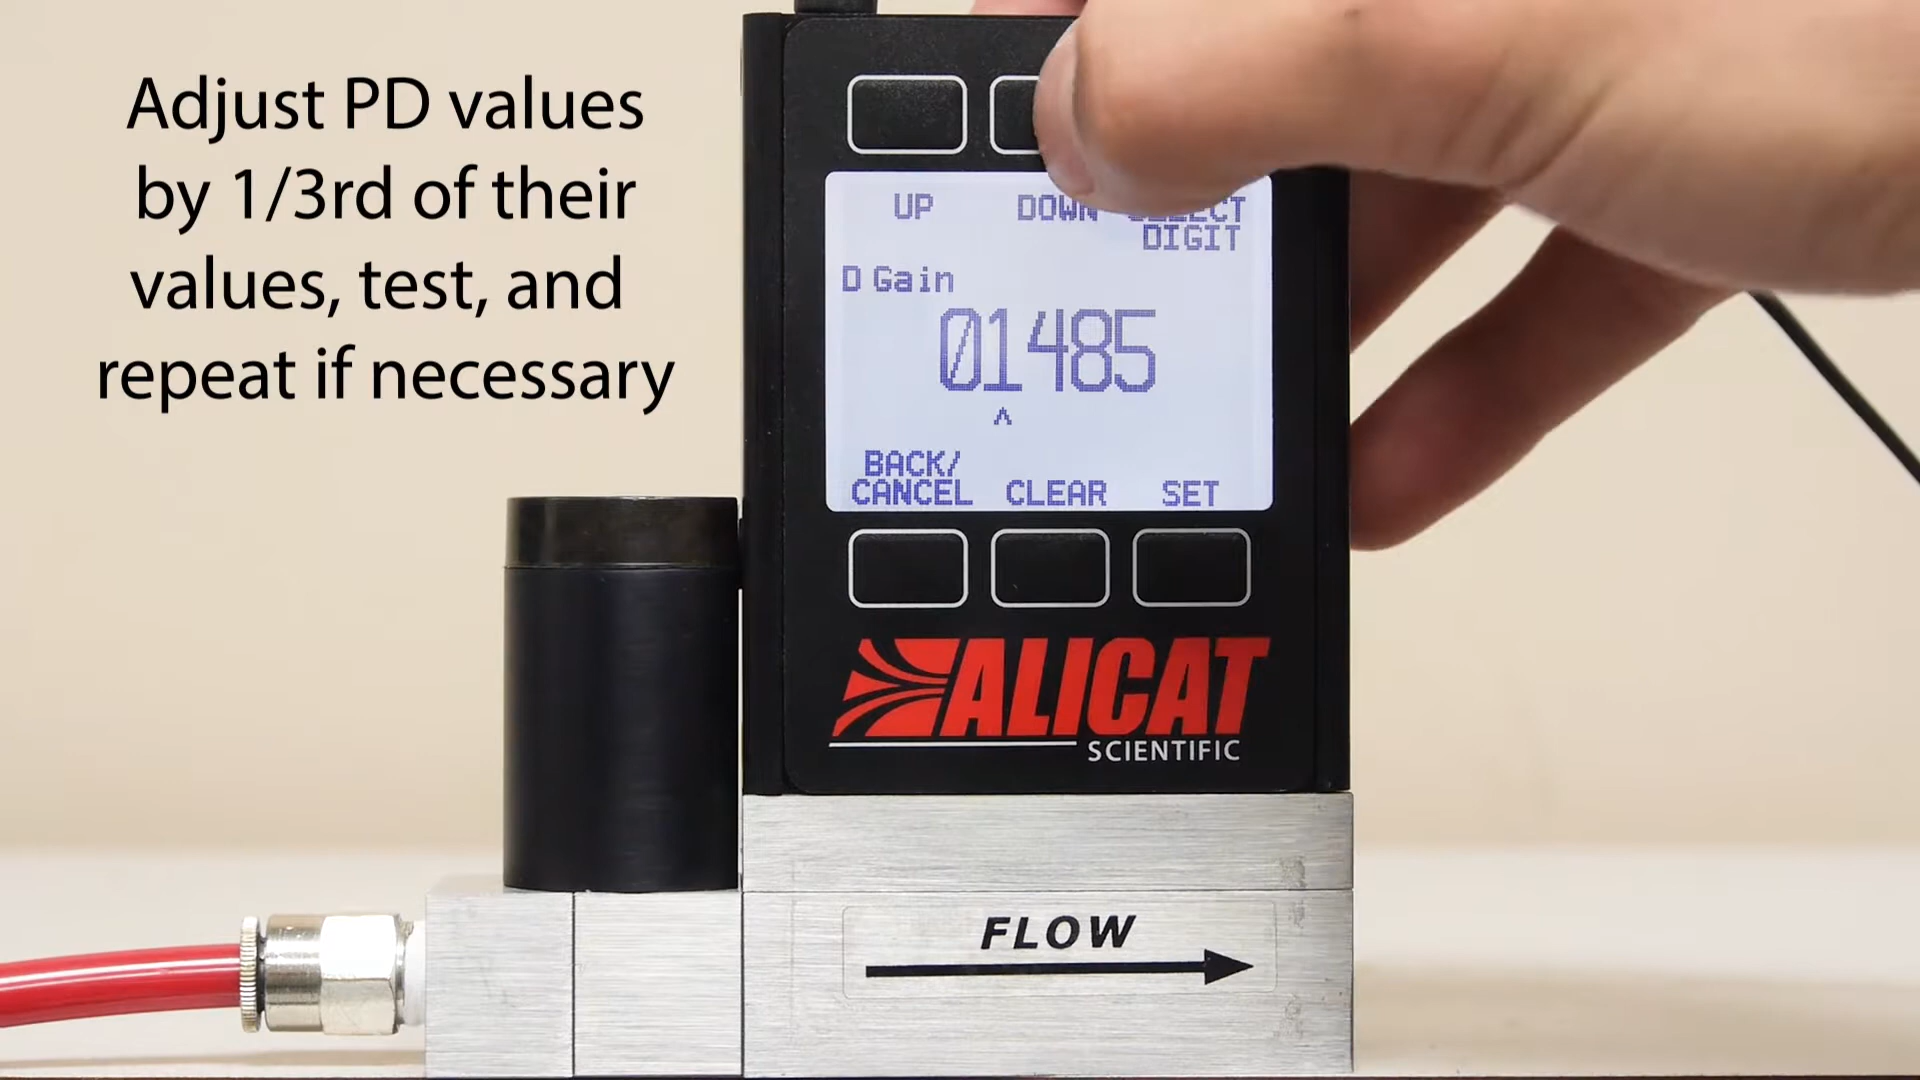 Adjust PD values
by 1/3rd of their
values, test, and
repeat if necessary
UP DOWN SELECT
DIGIT
D Gain
01485
^
BACK/
CANCEL CLEAR SET
ALICAT
SCIENTIFIC
FLOW